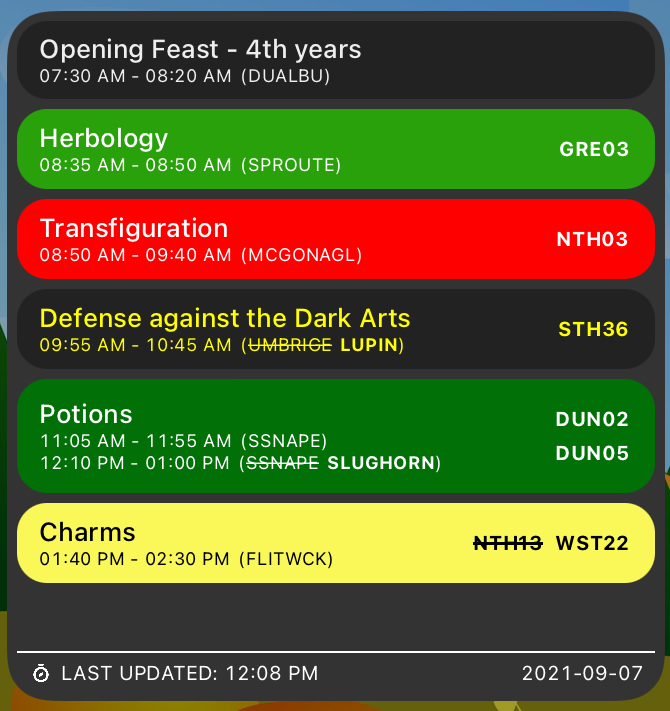 Opening Feast - 4th years
07:30 AM - 08:20 AM (DUALBU)
Herbology
08:35 AM - 08:50 AM (SPROUTE)
GRE03
Transfiguration
08:50 AM - 09:40 AM (MCGONAGL)
NTH03
Defense against the Dark Arts
09:55 AM - 10:45 AM (UMBRIGE LUPIN)
STH36
Potions
11:05 AM - 11:55 AM (SSNAPE)
12:10 PM - 01:00 PM (SSNAPE SLUGHORN)
DUN02
DUN05
Charms
01:40 PM - 02:30 PM (FLITWCK)
NTH13 WST22
LAST UPDATED: 12:08 PM
2021-09-07